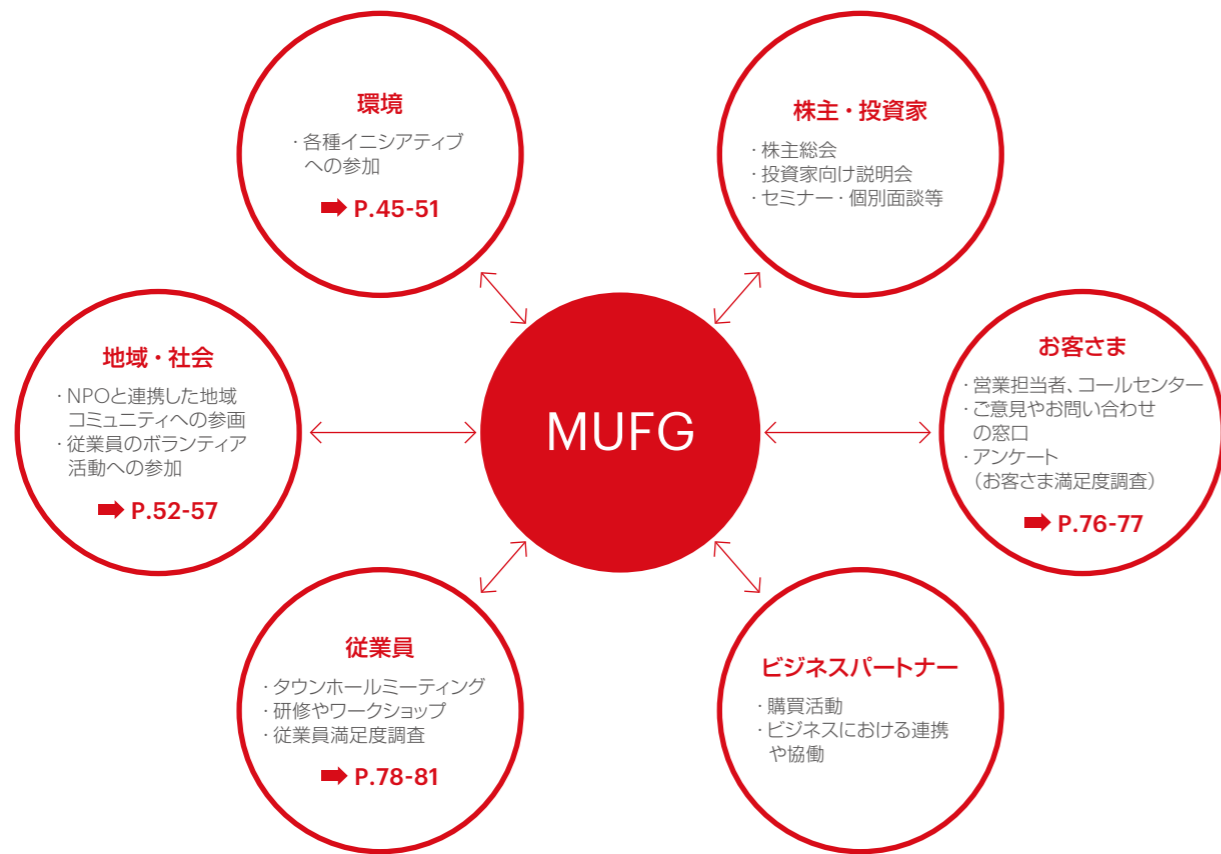 環境
・各種イニシアティブ
への参加
➡ P.45-51
株主・投資家
・株主総会
・投資家向け説明会
・セミナー・個別面談等
地域・社会
・NPOと連携した地域
コミュニティへの参画
・従業員のボランティア
活動への参加
➡ P.52-57
MUFG
お客さま
・営業担当者、コールセンター
・ご意見やお問い合わせ
の窓口
・アンケート
（お客さま満足度調査）
➡ P.76-77
従業員
・タウンホールミーティング
・研修やワークショップ
・従業員満足度調査
➡ P.78-81
ビジネスパートナー
・購買活動
・ビジネスにおける連携
や協働